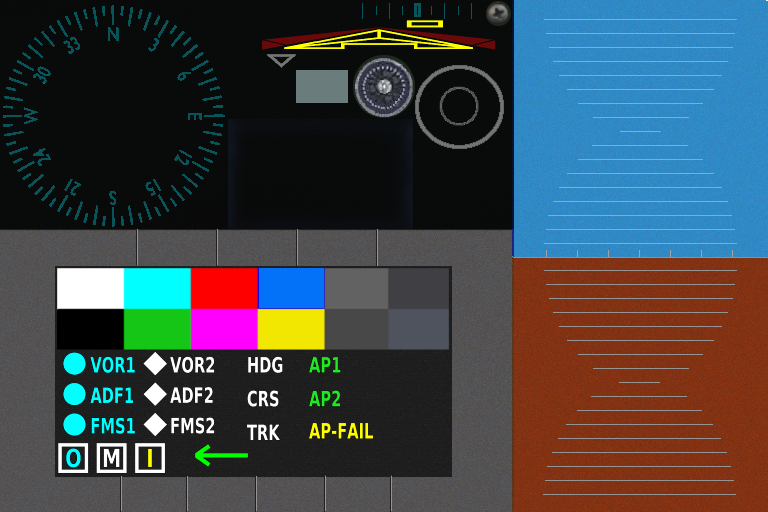 N
33 3
30 6
W E
24 12
21 15
S
VOR1 VOR2 HDG AP1
ADF1 ADF2 CRS AP2
FMS1 FMS2 TRK AP-FAIL
O M I